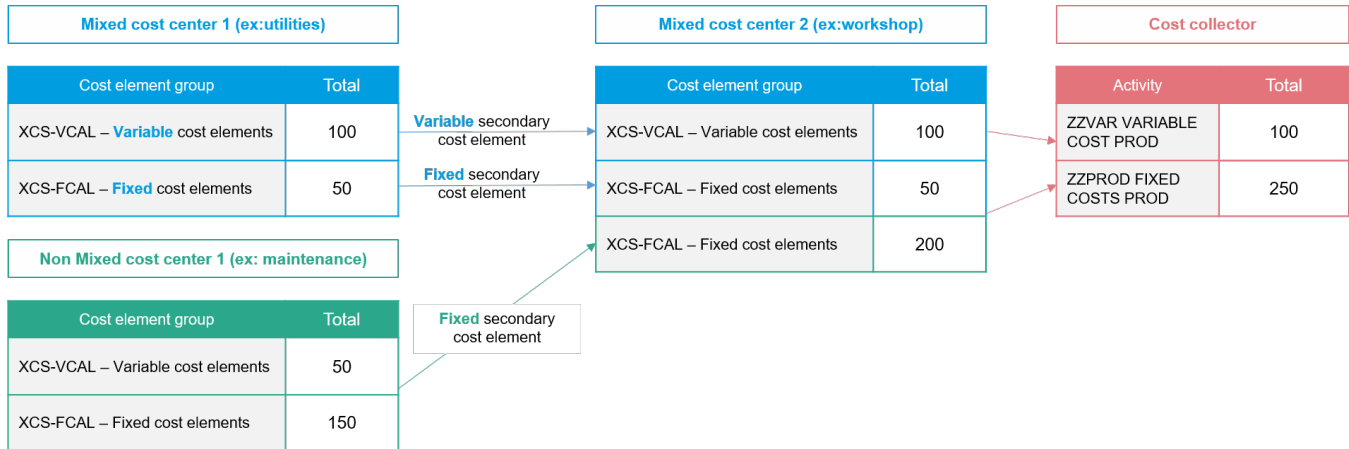 Mixed cost center 1 (ex:utilities)
Mixed cost center 2 (ex:workshop)
Cost collector
Cost element group
Total
XCS-VCAL – Variable cost elements
100
XCS-FCAL – Fixed cost elements
50
Variable secondary
cost element
Fixed secondary
cost element
Cost element group
Total
XCS-VCAL – Variable cost elements
100
XCS-FCAL – Fixed cost elements
50
XCS-FCAL – Fixed cost elements
200
Activity
Total
ZZVAR VARIABLE
COST PROD
100
ZZPROD FIXED
COSTS PROD
250
Non Mixed cost center 1 (ex: maintenance)
Cost element group
Total
XCS-VCAL – Variable cost elements
50
XCS-FCAL – Fixed cost elements
150
Fixed secondary
cost element